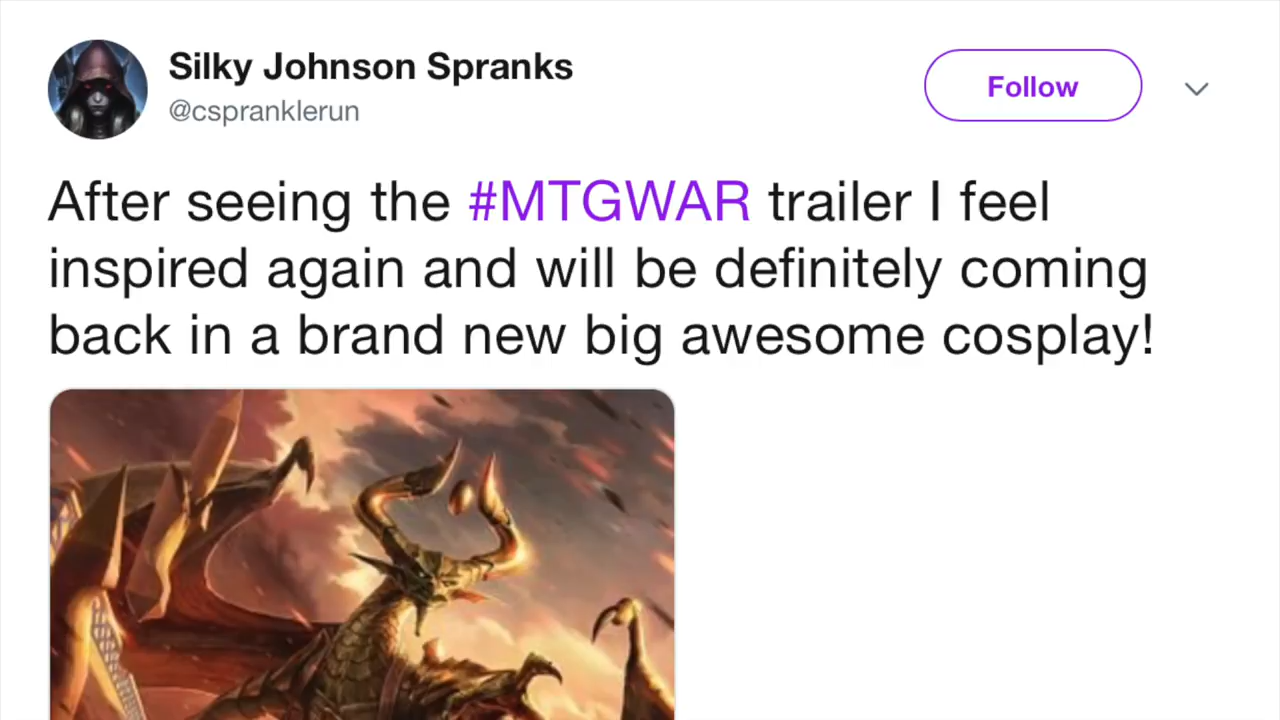 Silky Johnson Spranks
@cspranklerun
Follow
After seeing the #MTGWAR trailer I feel
inspired again and will be definitely coming
back in a brand new big awesome cosplay!